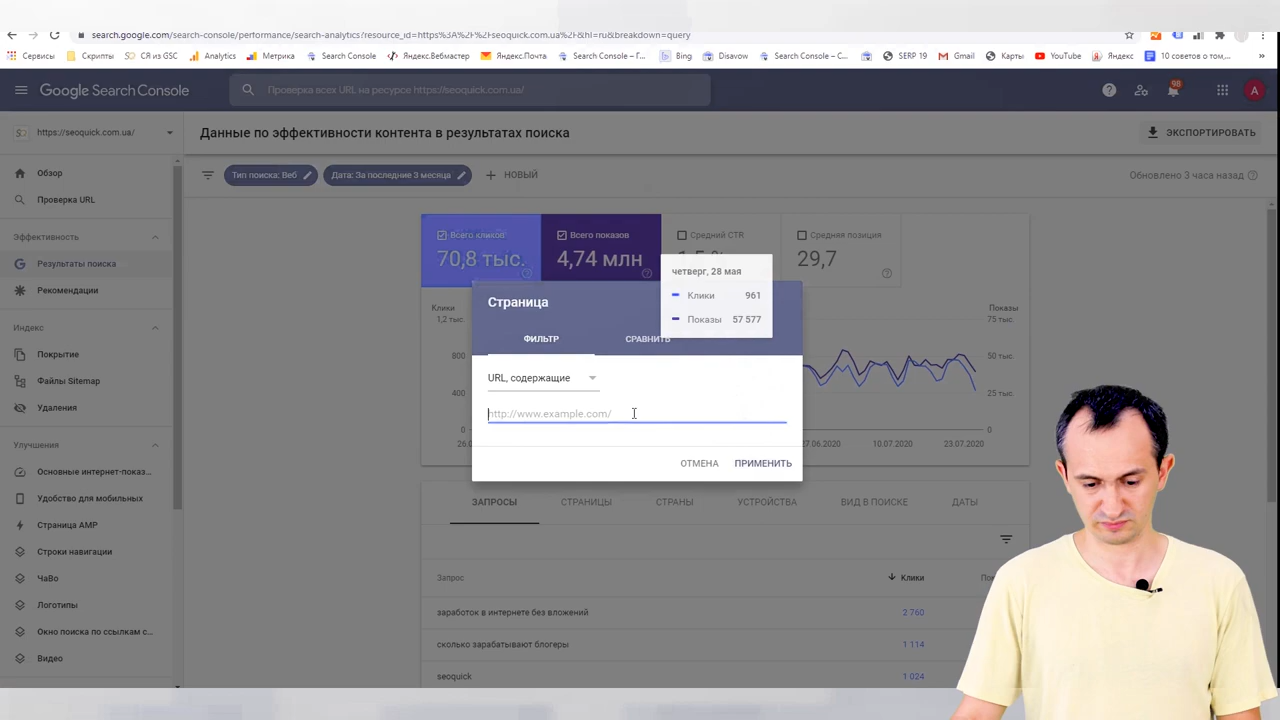 search.google.com/search-console/performance/search-analytics?resource_id=https%3A%2F%2Fseoquick.com.ua%2F&hl=ru&breakdown=query
Сервисы Скрипты СЯ из GSC Аналитика Метрика Search Console Яндекс.Вебмастер Search Console – Г... Bing Disavow Search Console – С... SERP 19 Gmail Карты YouTube Яндекс 10 советов о том,... »
Google Search Console Проверка всех URL на ресурсе https://seoquick.com.ua/ 98 A
https://seoquick.com.ua/ Данные по эффективности контента в результатах поиска ЭКСПОРТИРОВАТЬ
Обзор
Проверка URL
Эффективность
Результаты поиска
Рекомендации
Индекс
Покрытие
Файлы Sitemap
Удаления
Улучшения
Основные интернет-показ...
Удобство для мобильных
Страница AMP
Строки навигации
ЧаВо
Логотипы
Окно поиска по ссылкам с...
Видео
Тип поиска: Веб Дата: За последние 3 месяца НОВЫЙ Обновлено 3 часа назад
Всего кликов Всего показов Средний CTR Средняя позиция
70,8 тыс. 4,74 млн 29,7
четверг, 28 мая
Клики 961
Показы 57 577
Клики Показы
1,2 тыс. 75 тыс.
800 50 тыс.
400 25 тыс.
0 0
27.06.2020 10.07.2020 23.07.2020
Страница
ФИЛЬТР СРАВНИТЬ
URL, содержащие
http://www.example.com/
ОТМЕНА ПРИМЕНИТЬ
ЗАПРОСЫ СТРАНИЦЫ СТРАНЫ УСТРОЙСТВА ВИД В ПОИСКЕ ДАТЫ
Запрос Клики
заработок в интернете без вложений 2 760
сколько зарабатывают блогеры 1 114
seoquick 1 024